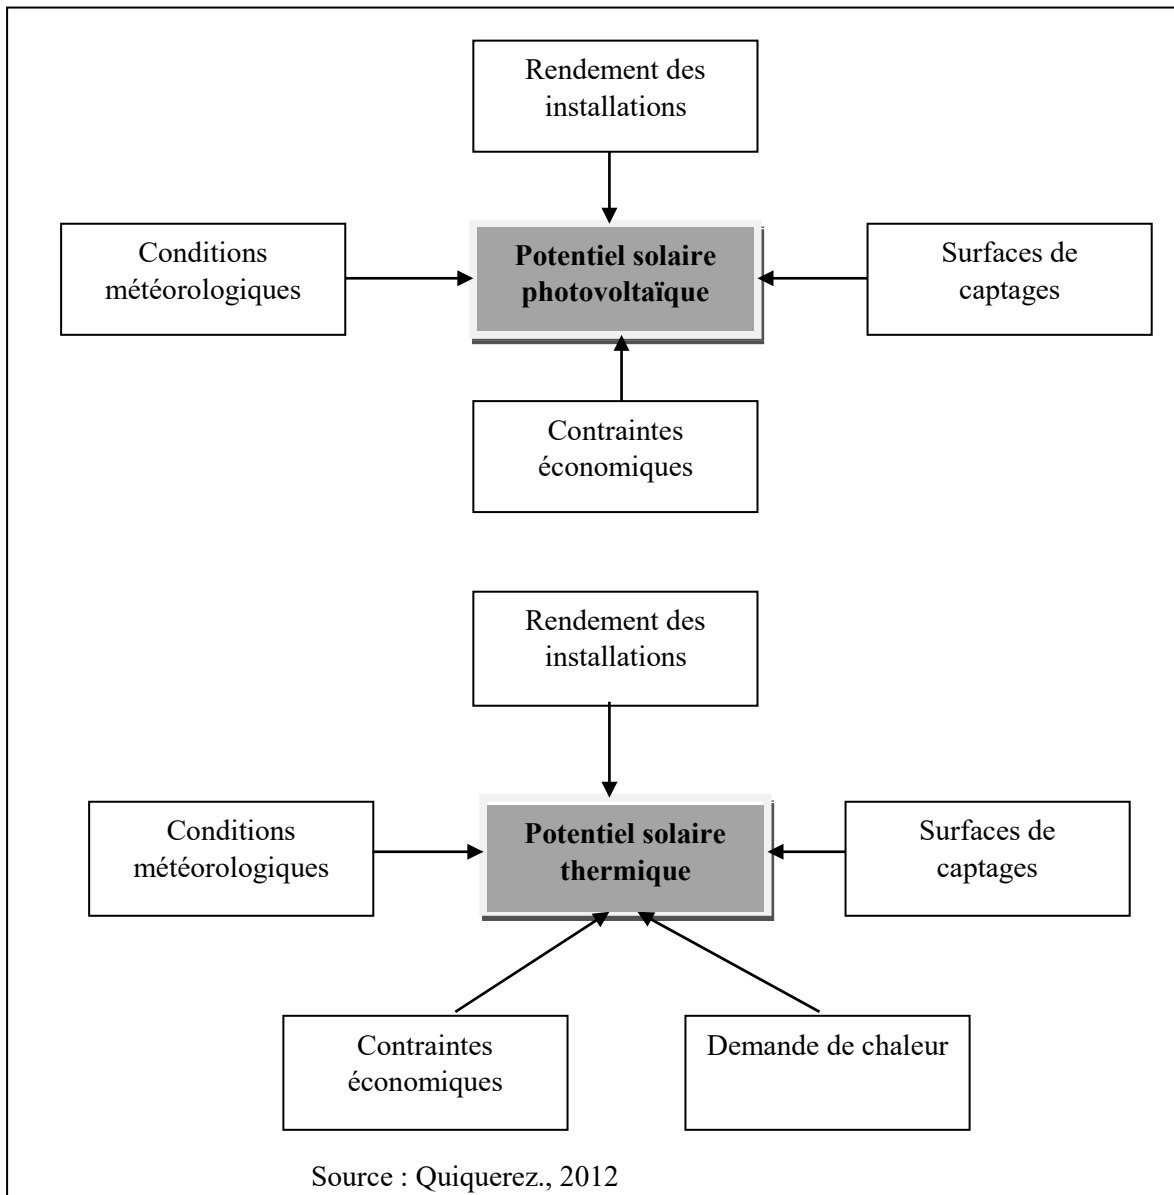 Rendement des
installations
Conditions
météorologiques
Potentiel solaire
photovoltaïque
Surfaces de
captages
Contraintes
économiques
Rendement des
installations
Conditions
météorologiques
Potentiel solaire
thermique
Surfaces de
captages
Contraintes
économiques
Demande de chaleur
Source : Quiquerez., 2012